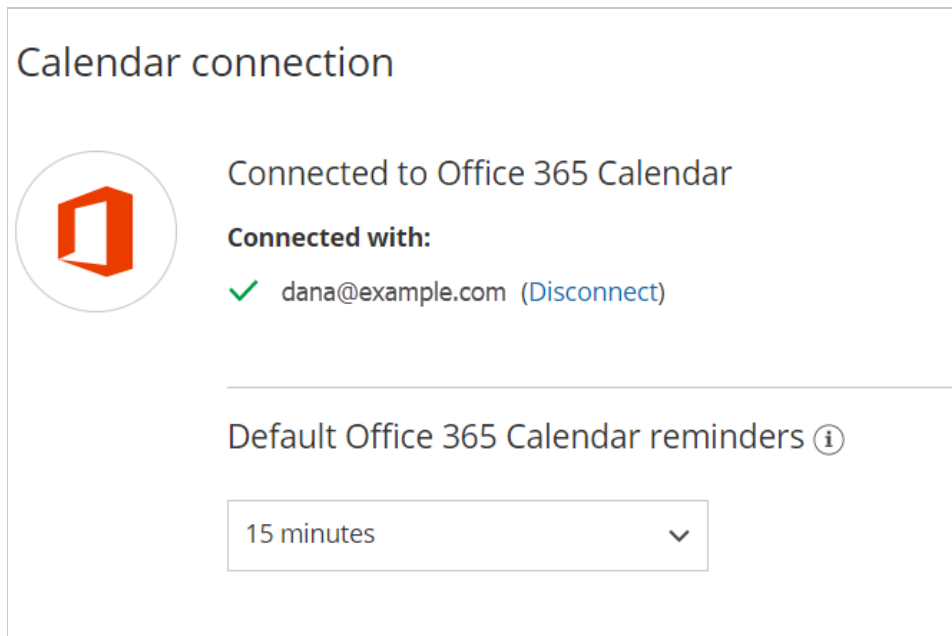 Calendar connection
Connected to Office 365 Calendar
Connected with:
dana@example.com (Disconnect)
Default Office 365 Calendar reminders
15 minutes